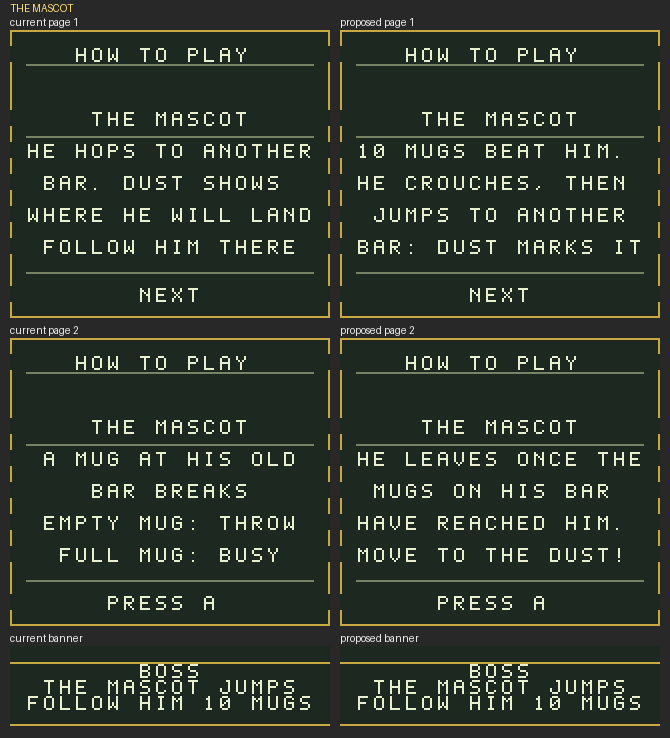 THE MASCOT
current page 1
HOW TO PLAY
THE MASCOT
HE HOPS TO ANOTHER
BAR. DUST SHOWS
WHERE HE WILL LAND
FOLLOW HIM THERE
NEXT
proposed page 1
HOW TO PLAY
THE MASCOT
10 MUGS BEAT HIM.
HE CROUCHES, THEN
JUMPS TO ANOTHER
BAR: DUST MARKS IT
NEXT
current page 2
HOW TO PLAY
THE MASCOT
A MUG AT HIS OLD
BAR BREAKS
EMPTY MUG: THROW
FULL MUG: BUSY
PRESS A
proposed page 2
HOW TO PLAY
THE MASCOT
HE LEAVES ONCE THE
MUGS ON HIS BAR
HAVE REACHED HIM.
MOVE TO THE DUST!
PRESS A
current banner
BOSS
THE MASCOT JUMPS
FOLLOW HIM 10 MUGS
proposed banner
BOSS
THE MASCOT JUMPS
FOLLOW HIM 10 MUGS